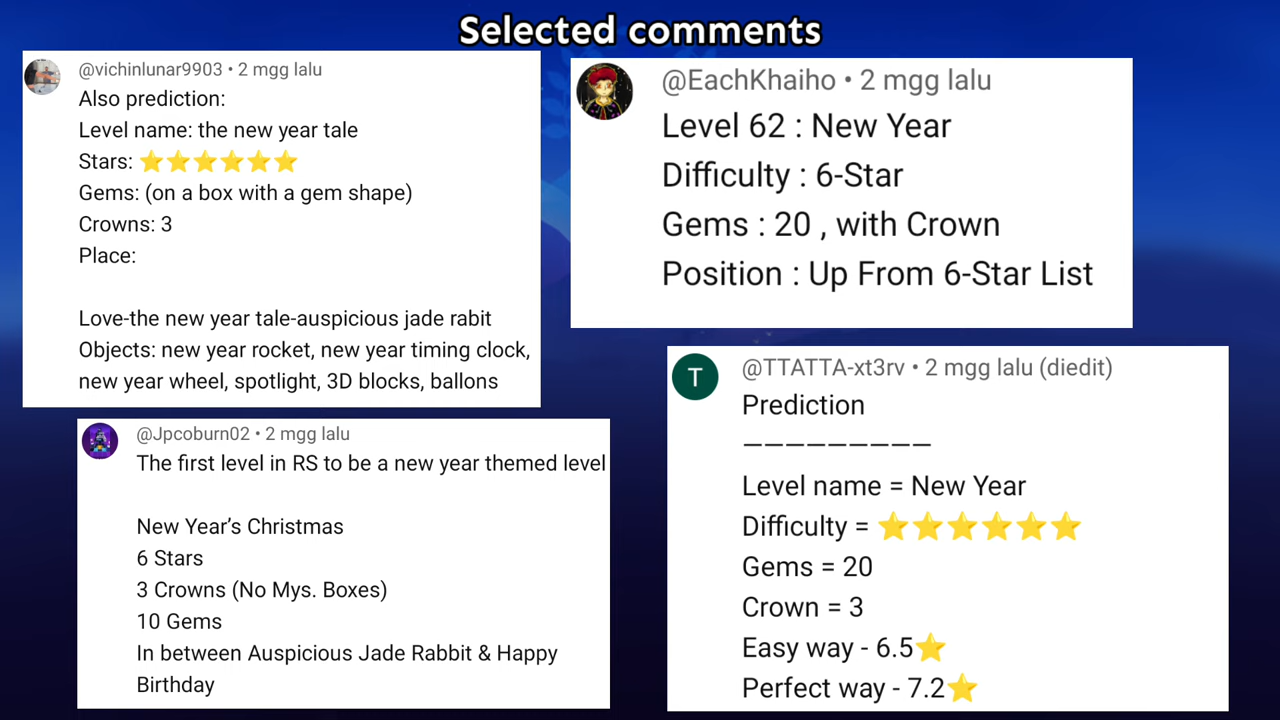 Selected comments
@vichinlunar9903 • 2 mgg lalu
Also prediction:
Level name: the new year tale
Stars: ⭐⭐⭐⭐⭐⭐
Gems: (on a box with a gem shape)
Crowns: 3
Place:
Love-the new year tale-auspicious jade rabit
Objects: new year rocket, new year timing clock,
new year wheel, spotlight, 3D blocks, ballons
@EachKhaiho • 2 mgg lalu
Level 62 : New Year
Difficulty : 6-Star
Gems : 20 , with Crown
Position : Up From 6-Star List
@Jpcoburn02 • 2 mgg lalu
The first level in RS to be a new year themed level
New Year’s Christmas
6 Stars
3 Crowns (No Mys. Boxes)
10 Gems
In between Auspicious Jade Rabbit & Happy
Birthday
T
@TTATTA-xt3rv • 2 mgg lalu (diedit)
Prediction
—————————
Level name = New Year
Difficulty = ⭐⭐⭐⭐⭐⭐
Gems = 20
Crown = 3
Easy way - 6.5⭐
Perfect way - 7.2⭐